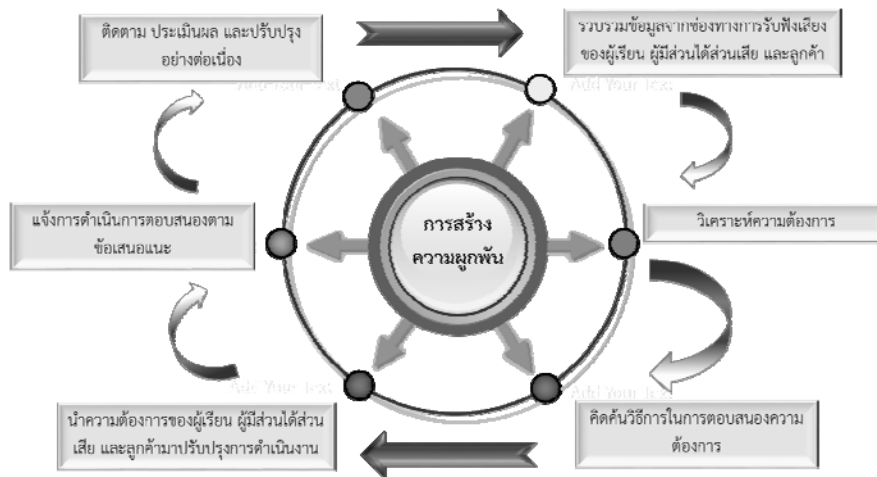 ติดตาม ประเมินผล และปรับปรุง
อย่างต่อเนื่อง
รวบรวมข้อมูลจากช่องทางการรับฟังเสียง
ของผู้เรียน ผู้มีส่วนได้ส่วนเสีย และลูกค้า
Add Your Text
Add Your Text
แจ้งการดำเนินการตอบสนองตาม
ข้อเสนอแนะ
การสร้าง
ความผูกพัน
วิเคราะห์ความต้องการ
Add Your Text
Add Your Text
นำความต้องการของผู้เรียน ผู้มีส่วนได้ส่วน
เสีย และลูกค้ามาปรับปรุงการดำเนินงาน
คิดค้นวิธีการในการตอบสนองความ
ต้องการ